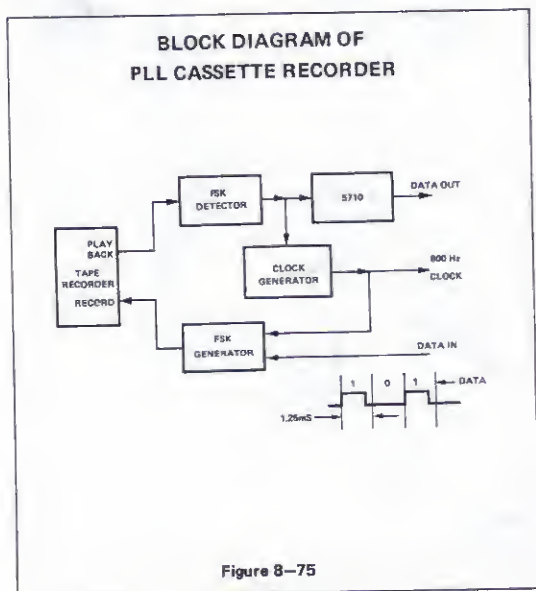 BLOCK DIAGRAM OF
PLL CASSETTE RECORDER
FSK
DETECTOR
5710
DATA OUT
PLAY
BACK
TAPE
RECORDER
RECORD
CLOCK
GENERATOR
800 Hz
CLOCK
FSK
GENERATOR
DATA IN
1 0 1 DATA
1.25mS
Figure 8-75